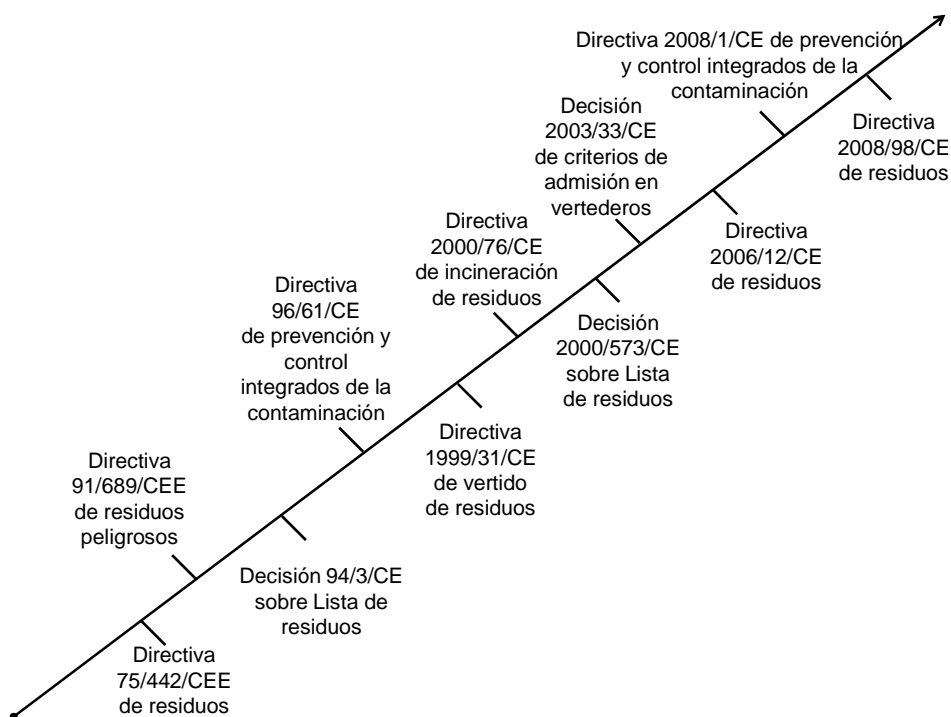 Directiva 2008/1/CE de prevención
y control integrados de la
contaminación
Directiva
2008/98/CE
de residuos
Decisión
2003/33/CE
de criterios de
admisión en
vertederos
Directiva
2006/12/CE
de residuos
Directiva
2000/76/CE
de incineración
de residuos
Decisión
2000/573/CE
sobre Lista
de residuos
Directiva
96/61/CE
de prevención y
control
integrados de la
contaminación
Directiva
1999/31/CE
de vertido
de residuos
Directiva
91/689/CEE
de residuos
peligrosos
Decisión 94/3/CE
sobre Lista de
residuos
Directiva
75/442/CEE
de residuos